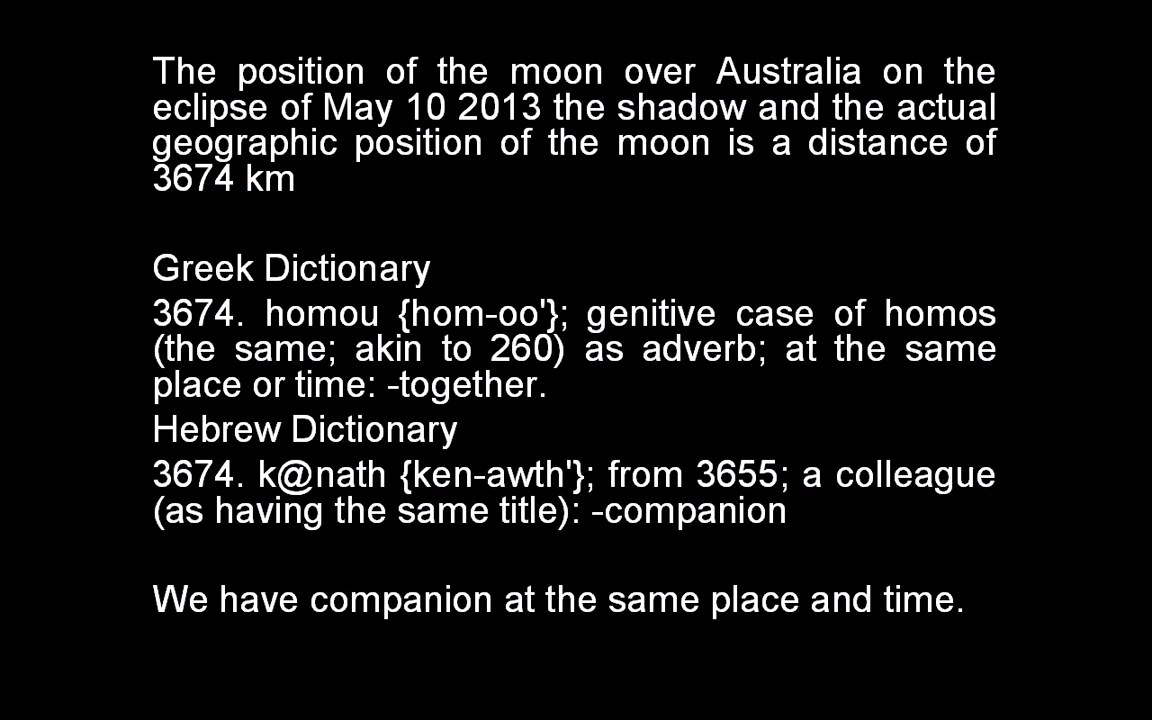 The position of the moon over Australia on the
eclipse of May 10 2013 the shadow and the actual
geographic position of the moon is a distance of
3674 km
Greek Dictionary
3674. homou {hom-oo'}; genitive case of homos
(the same; akin to 260) as adverb; at the same
place or time: -together.
Hebrew Dictionary
3674. k@nath {ken-awth'}; from 3655; a colleague
(as having the same title): -companion
We have companion at the same place and time.